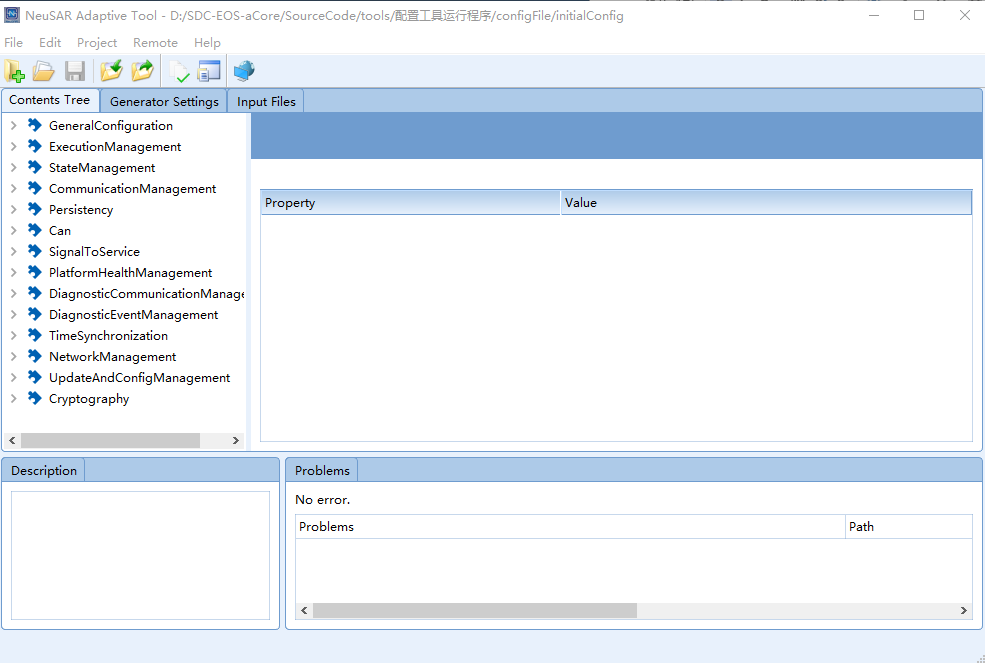 NeuSAR Adaptive Tool - D:/SDC-EOS-aCore/SourceCode/tools/配置工具运行程序/configFile/initialConfig
File Edit Project Remote Help
Contents Tree Generator Settings Input Files
GeneralConfiguration
ExecutionManagement
StateManagement
CommunicationManagement
Persistency
Can
SignalToService
PlatformHealthManagement
DiagnosticCommunicationManage
DiagnosticEventManagement
TimeSynchronization
NetworkManagement
UpdateAndConfigManagement
Cryptography
Property Value
Description
Problems
No error.
Problems Path